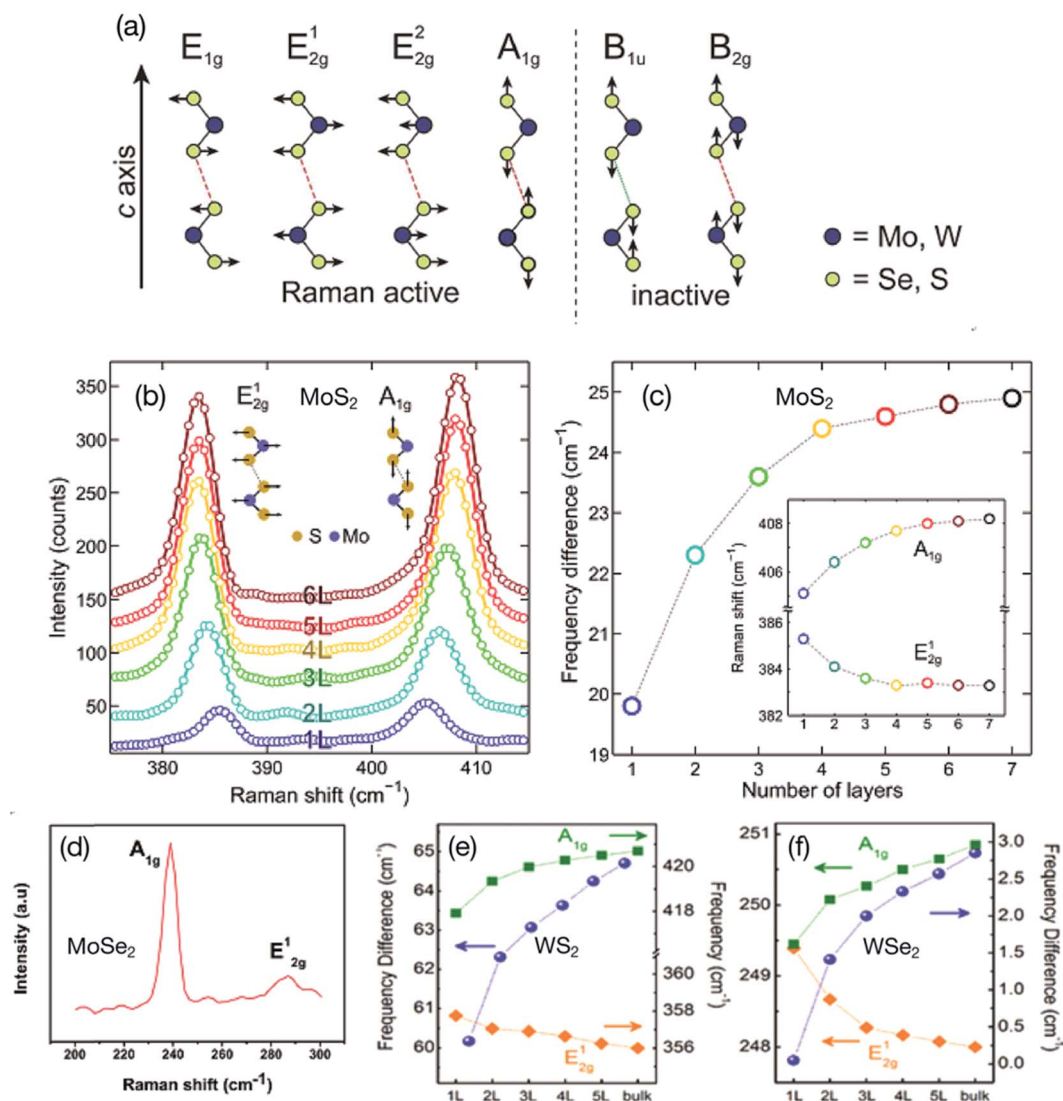 (a)
E1g E12g E22g A1g B1u B2g
c axis
Raman active
inactive
= Mo, W
= Se, S
(b)
E12g MoS2 A1g
S Mo
6L
5L
4L
3L
2L
1L
Intensity (counts)
350
300
250
200
150
100
50
380 390 400 410
Raman shift (cm−1)
(c)
MoS2
Frequency difference (cm−1)
25
24
23
22
21
20
19
1 2 3 4 5 6 7
Number of layers
Raman shift (cm−1)
408
406
386
384
382
A1g
E12g
1 2 3 4 5 6 7
(d)
A1g
MoSe2
E12g
Intensity (a.u)
200 220 240 260 280 300
Raman shift (cm-1)
(e)
A1g
WS2
E12g
Frequency Difference (cm-1)
65
64
63
62
61
60
420
418
360
358
356
Frequency (cm-1)
1L 2L 3L 4L 5L bulk
(f)
A1g
WSe2
E12g
251
250
249
248
3.0
2.5
2.0
1.5
1.0
0.5
0.0
Frequency Difference (cm-1)
1L 2L 3L 4L 5L bulk